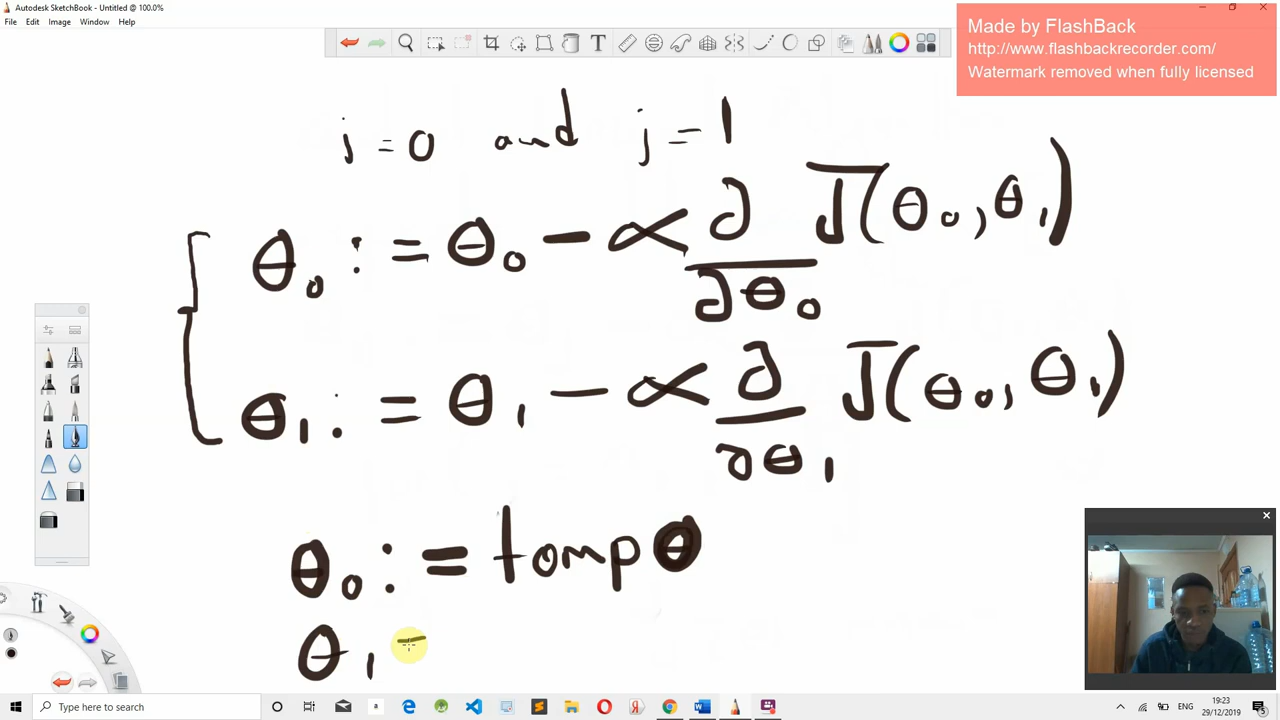 Autodesk SketchBook - Untitled @ 100.0%
File Edit Image Window Help
Made by FlashBack
http://www.flashbackrecorder.com/
Watermark removed when fully licensed
j = 0 and j = 1
θ₀ := θ₀ − α ∂/∂θ₀ J(θ₀, θ₁)
θ₁ := θ₁ − α ∂/∂θ₁ J(θ₀, θ₁)
θ₀ := temp θ
θ₁
Type here to search
ENG
19:23
29/12/2019